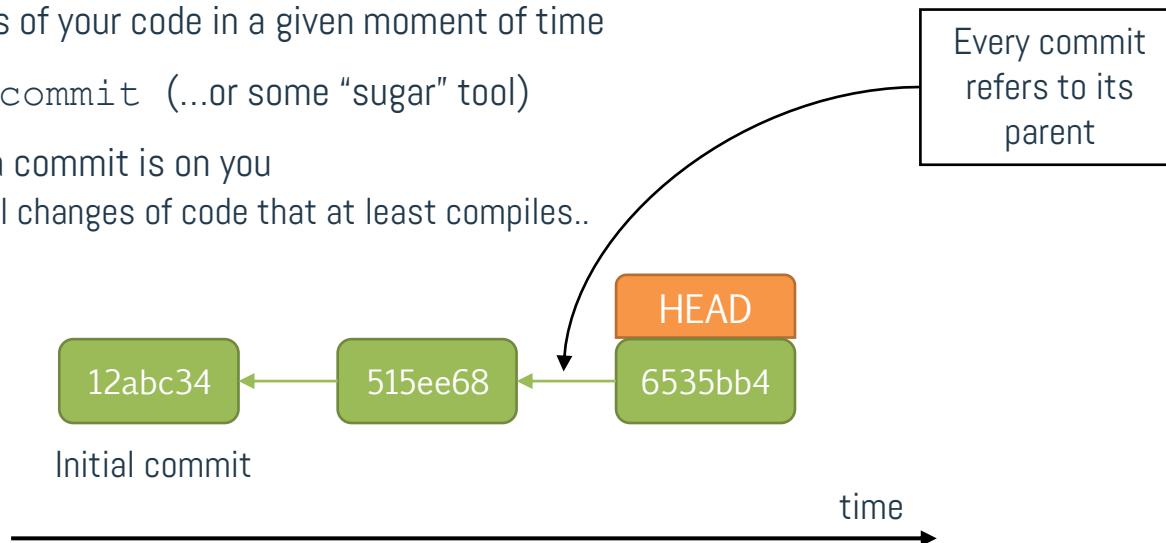 s of your code in a given moment of time
commit (…or some “sugar” tool)
a commit is on you
l changes of code that at least compiles..
Every commit
refers to its
parent
HEAD
12abc34
515ee68
6535bb4
Initial commit
time